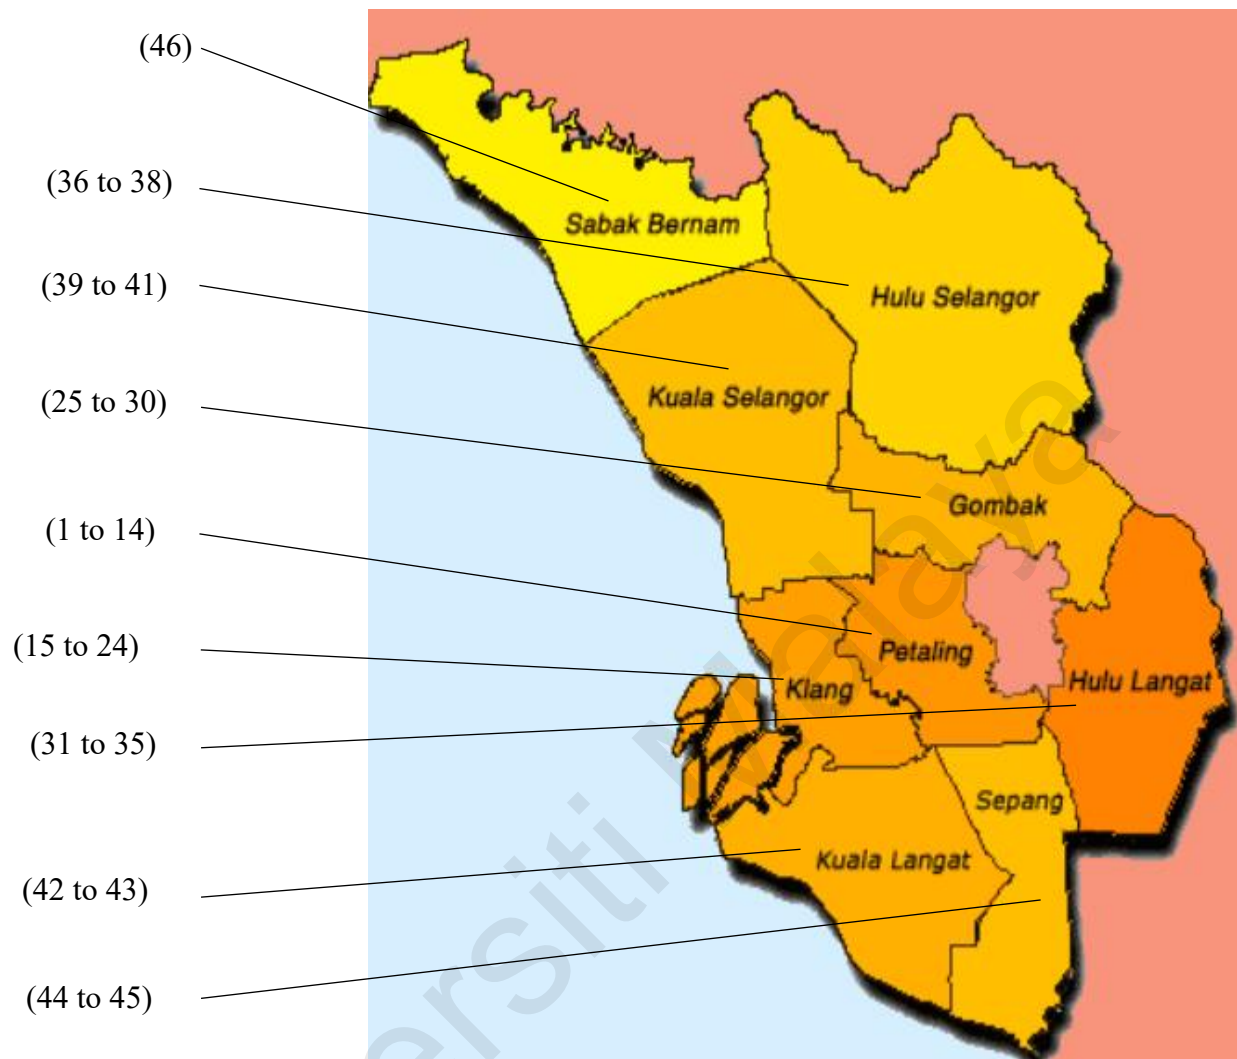 (46)
(36 to 38)
(39 to 41)
(25 to 30)
(1 to 14)
(15 to 24)
(31 to 35)
(42 to 43)
(44 to 45)
Sabak Bernam
Hulu Selangor
Kuala Selangor
Gombak
Petaling
Klang
Hulu Langat
Sepang
Kuala Langat
ersiti Malaya